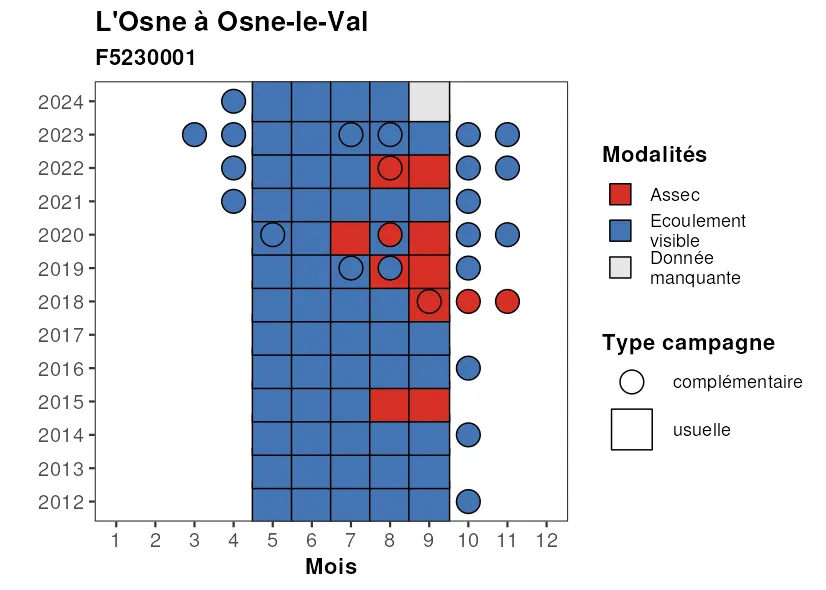 L'Osne à Osne-le-Val
F5230001
2024
2023
2022
2021
2020
2019
2018
2017
2016
2015
2014
2013
2012
1 2 3 4 5 6 7 8 9 10 11 12
Mois
Modalités
Assec
Ecoulement
visible
Donnée
manquante
Type campagne
complémentaire
usuelle